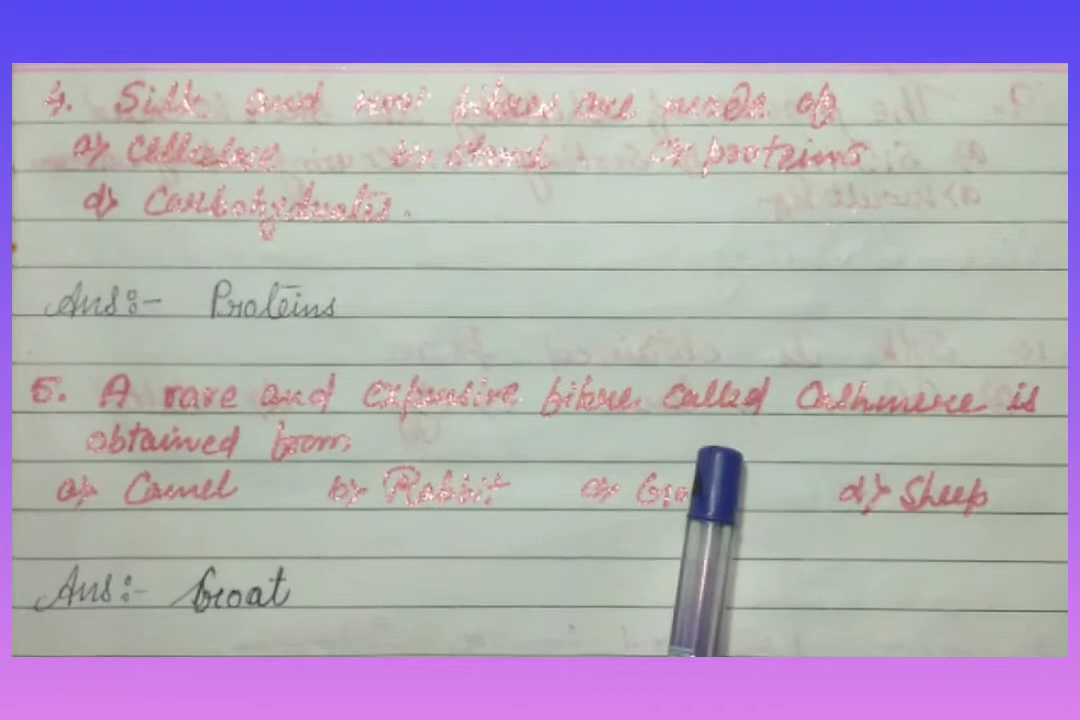 4. Silk and wool fibres are made of
a) Cellulose b) Starch c) proteins
d) Carbohydratis.
Ans:- Proteins
5. A rare and expensive fibre called Cashmere is
obtained from
a) Camel b) Rabbit c) d) Sheep
Ans:- Goat